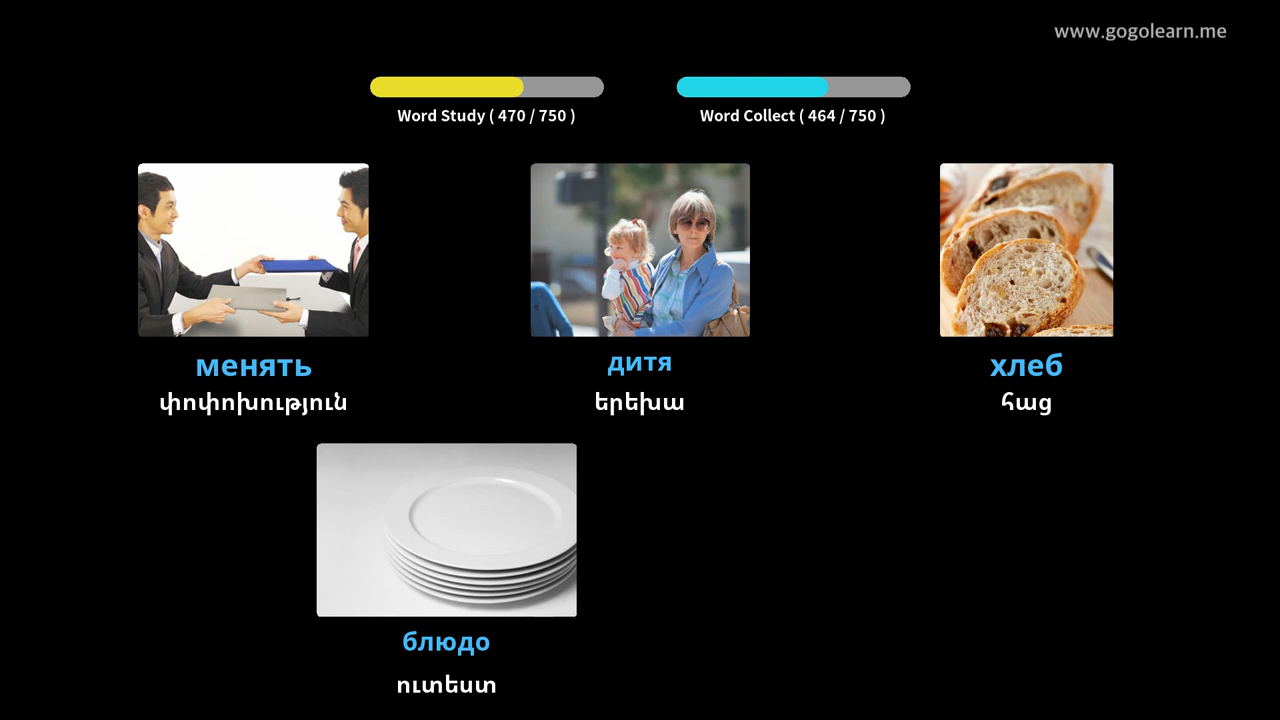 www.gogolearn.me
Word Study ( 470 / 750 )
Word Collect ( 464 / 750 )
менять
փոփոխություն
дитя
երեխա
хлеб
հաց
блюдо
ուտեստ